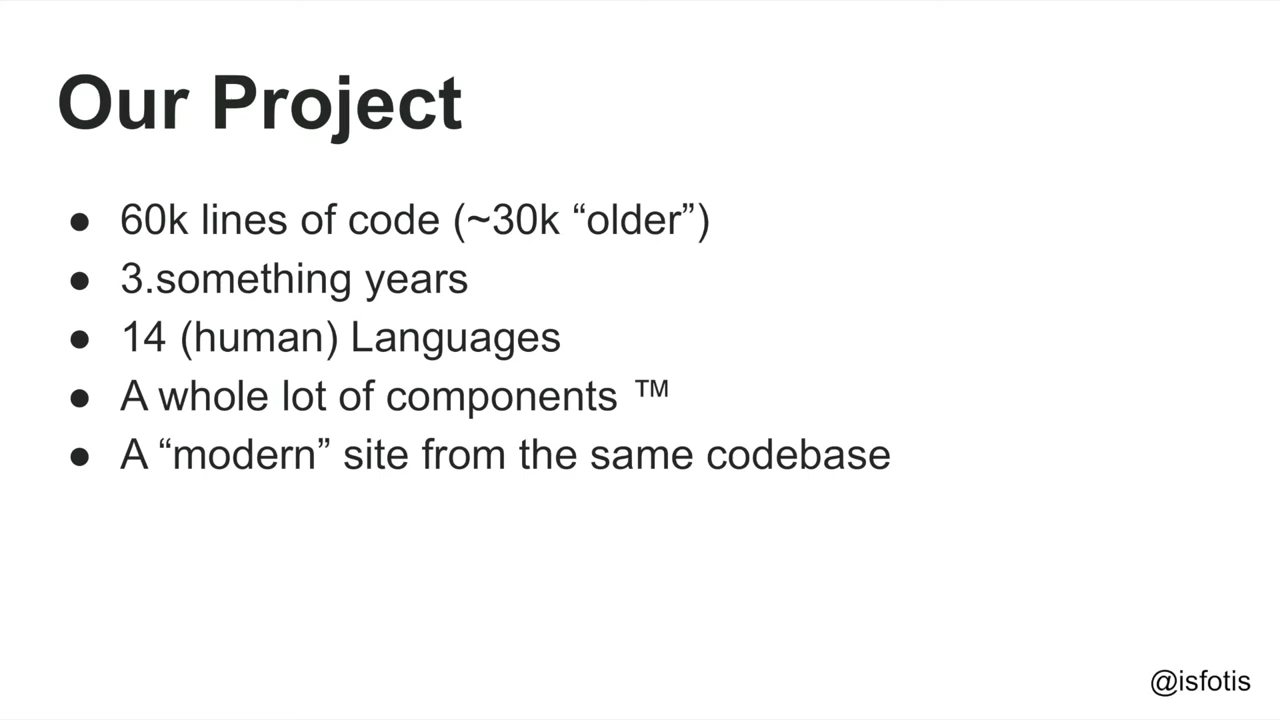 Our Project
● 60k lines of code (~30k “older”)
● 3.something years
● 14 (human) Languages
● A whole lot of components ™
● A “modern” site from the same codebase
@isfotis